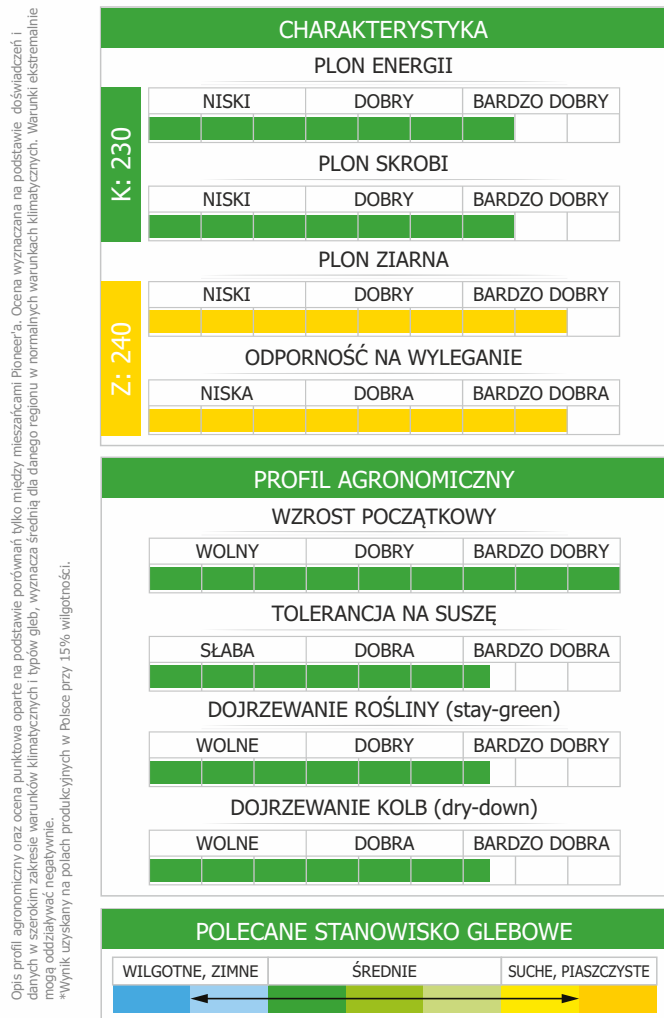 Opis profil agronomiczny oraz ocena punktowa oparte na podstawie porównań tylko między mieszańcami Pioneer'a. Ocena wyznaczana na podstawie doświadczeń i
danych w szerokim zakresie warunków klimatycznych i typów gleb, wyznacza średnią dla danego regionu w normalnych warunkach klimatycznych. Warunki ekstremalnie
mogą oddziaływać negatywnie.
*Wynik uzyskany na polach produkcyjnych w Polsce przy 15% wilgotności.
CHARAKTERYSTYKA
K: 230
PLON ENERGII
NISKI DOBRY BARDZO DOBRY
PLON SKROBI
NISKI DOBRY BARDZO DOBRY
Z: 240
PLON ZIARNA
NISKI DOBRY BARDZO DOBRY
ODPORNOŚĆ NA WYLEGANIE
NISKA DOBRA BARDZO DOBRA
PROFIL AGRONOMICZNY
WZROST POCZĄTKOWY
WOLNY DOBRY BARDZO DOBRY
TOLERANCJA NA SUSZĘ
SŁABA DOBRA BARDZO DOBRA
DOJRZEWANIE ROŚLINY (stay-green)
WOLNE DOBRY BARDZO DOBRY
DOJRZEWANIE KOLB (dry-down)
WOLNE DOBRA BARDZO DOBRA
POLECANE STANOWISKO GLEBOWE
WILGOTNE, ZIMNE ŚREDNIE SUCHE, PIASZCZYSTE